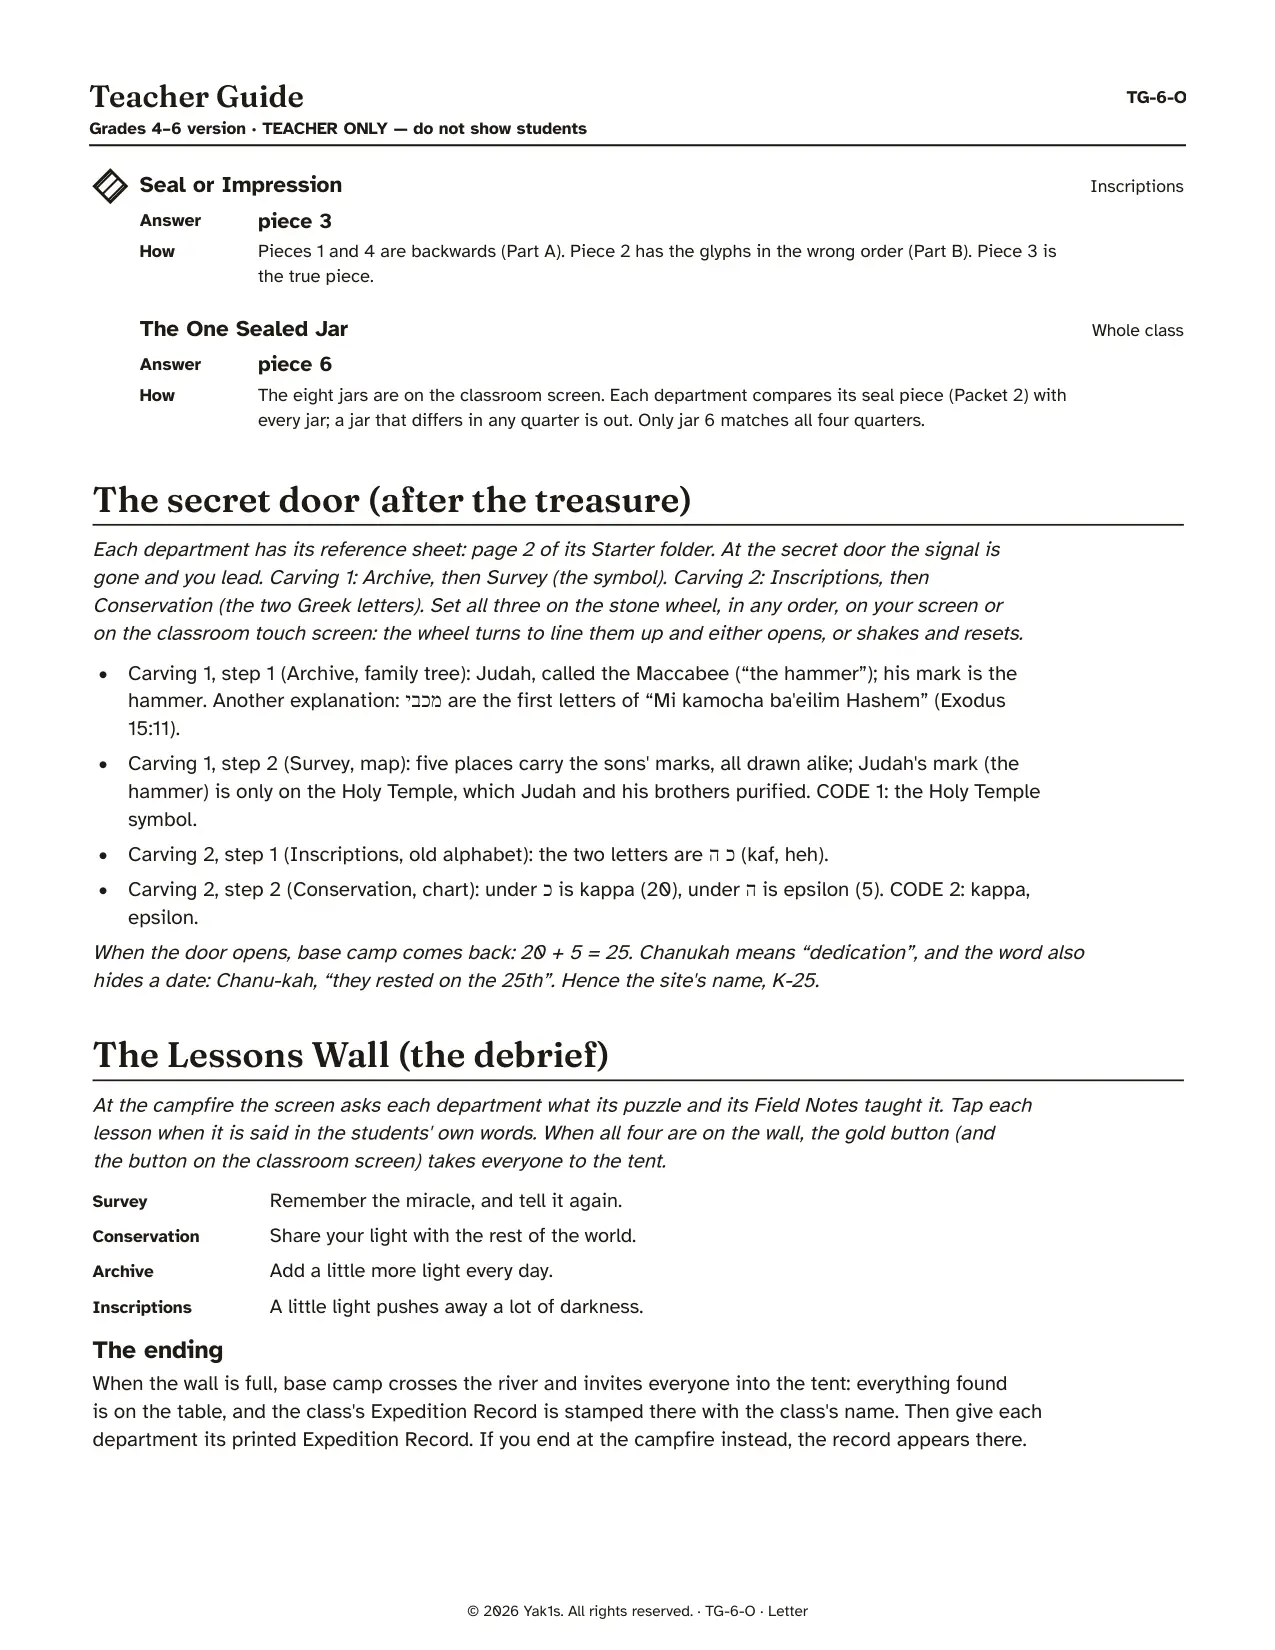 Teacher Guide
TG-6-O
Grades 4–6 version · TEACHER ONLY — do not show students
Seal or Impression
Inscriptions
Answer piece 3
How Pieces 1 and 4 are backwards (Part A). Piece 2 has the glyphs in the wrong order (Part B). Piece 3 is
the true piece.
The One Sealed Jar
Whole class
Answer piece 6
How The eight jars are on the classroom screen. Each department compares its seal piece (Packet 2) with
every jar; a jar that differs in any quarter is out. Only jar 6 matches all four quarters.
The secret door (after the treasure)
Each department has its reference sheet: page 2 of its Starter folder. At the secret door the signal is
gone and you lead. Carving 1: Archive, then Survey (the symbol). Carving 2: Inscriptions, then
Conservation (the two Greek letters). Set all three on the stone wheel, in any order, on your screen or
on the classroom touch screen: the wheel turns to line them up and either opens, or shakes and resets.
• Carving 1, step 1 (Archive, family tree): Judah, called the Maccabee (“the hammer”); his mark is the
hammer. Another explanation: מכבי are the first letters of “Mi kamocha ba'eilim Hashem” (Exodus
15:11).
• Carving 1, step 2 (Survey, map): five places carry the sons' marks, all drawn alike; Judah's mark (the
hammer) is only on the Holy Temple, which Judah and his brothers purified. CODE 1: the Holy Temple
symbol.
• Carving 2, step 1 (Inscriptions, old alphabet): the two letters are כ ה (kaf, heh).
• Carving 2, step 2 (Conservation, chart): under כ is kappa (20), under ה is epsilon (5). CODE 2: kappa,
epsilon.
When the door opens, base camp comes back: 20 + 5 = 25. Chanukah means “dedication”, and the word also
hides a date: Chanu-kah, “they rested on the 25th”. Hence the site's name, K-25.
The Lessons Wall (the debrief)
At the campfire the screen asks each department what its puzzle and its Field Notes taught it. Tap each
lesson when it is said in the students' own words. When all four are on the wall, the gold button (and
the button on the classroom screen) takes everyone to the tent.
Survey Remember the miracle, and tell it again.
Conservation Share your light with the rest of the world.
Archive Add a little more light every day.
Inscriptions A little light pushes away a lot of darkness.
The ending
When the wall is full, base camp crosses the river and invites everyone into the tent: everything found
is on the table, and the class's Expedition Record is stamped there with the class's name. Then give each
department its printed Expedition Record. If you end at the campfire instead, the record appears there.
© 2026 Yak1s. All rights reserved. · TG-6-O · Letter